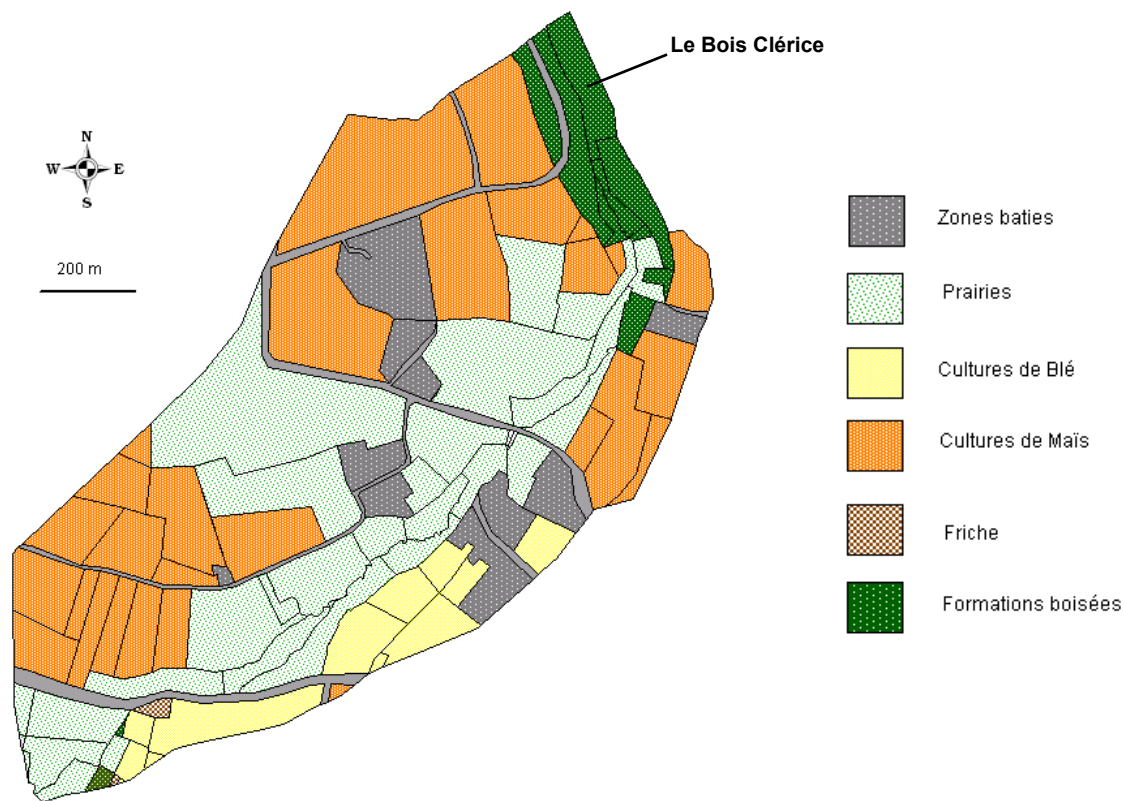 Le Bois Clérice
N
W E
S
200 m
Zones baties
Prairies
Cultures de Blé
Cultures de Maïs
Friche
Formations boisées